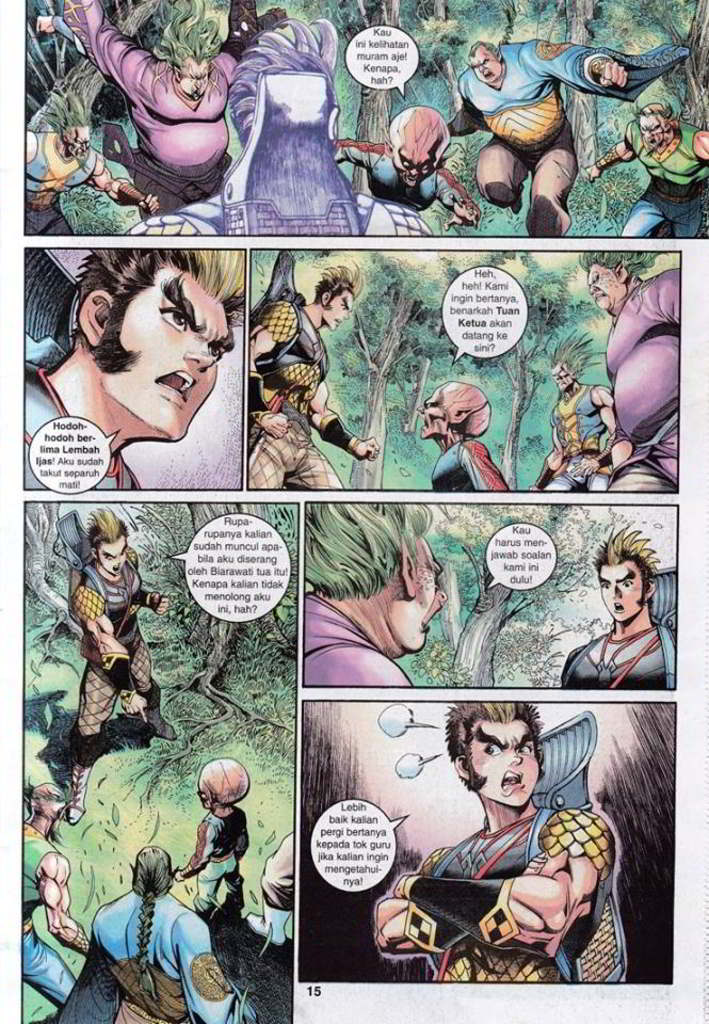 Kau
ini kelihatan
muram aje!
Kenapa,
hah?
Hodoh-
hodoh ber-
lima Lembah
Ijas! Aku sudah
takut separuh
mati!
Heh,
heh! Kami
ingin bertanya,
benarkah Tuan
Ketua akan
datang ke
sini?
Rupa-
rupanya kalian
sudah muncul apa-
bila aku diserang
oleh Biarawati tua itu!
Kenapa kalian tidak
menolong aku
ini, hah?
Kau
harus men-
jawab soalan
kami ini
dulu!
Lebih
baik kalian
pergi bertanya
kepada tok guru
jika kalian ingin
mengetahui-
nya!
15